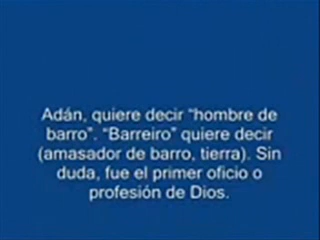 Adán, quiere decir “hombre de
barro”. “Barreiro” quiere decir
(amasador de barro, tierra). Sin
duda, fue el primer oficio o
profesión de Dios.